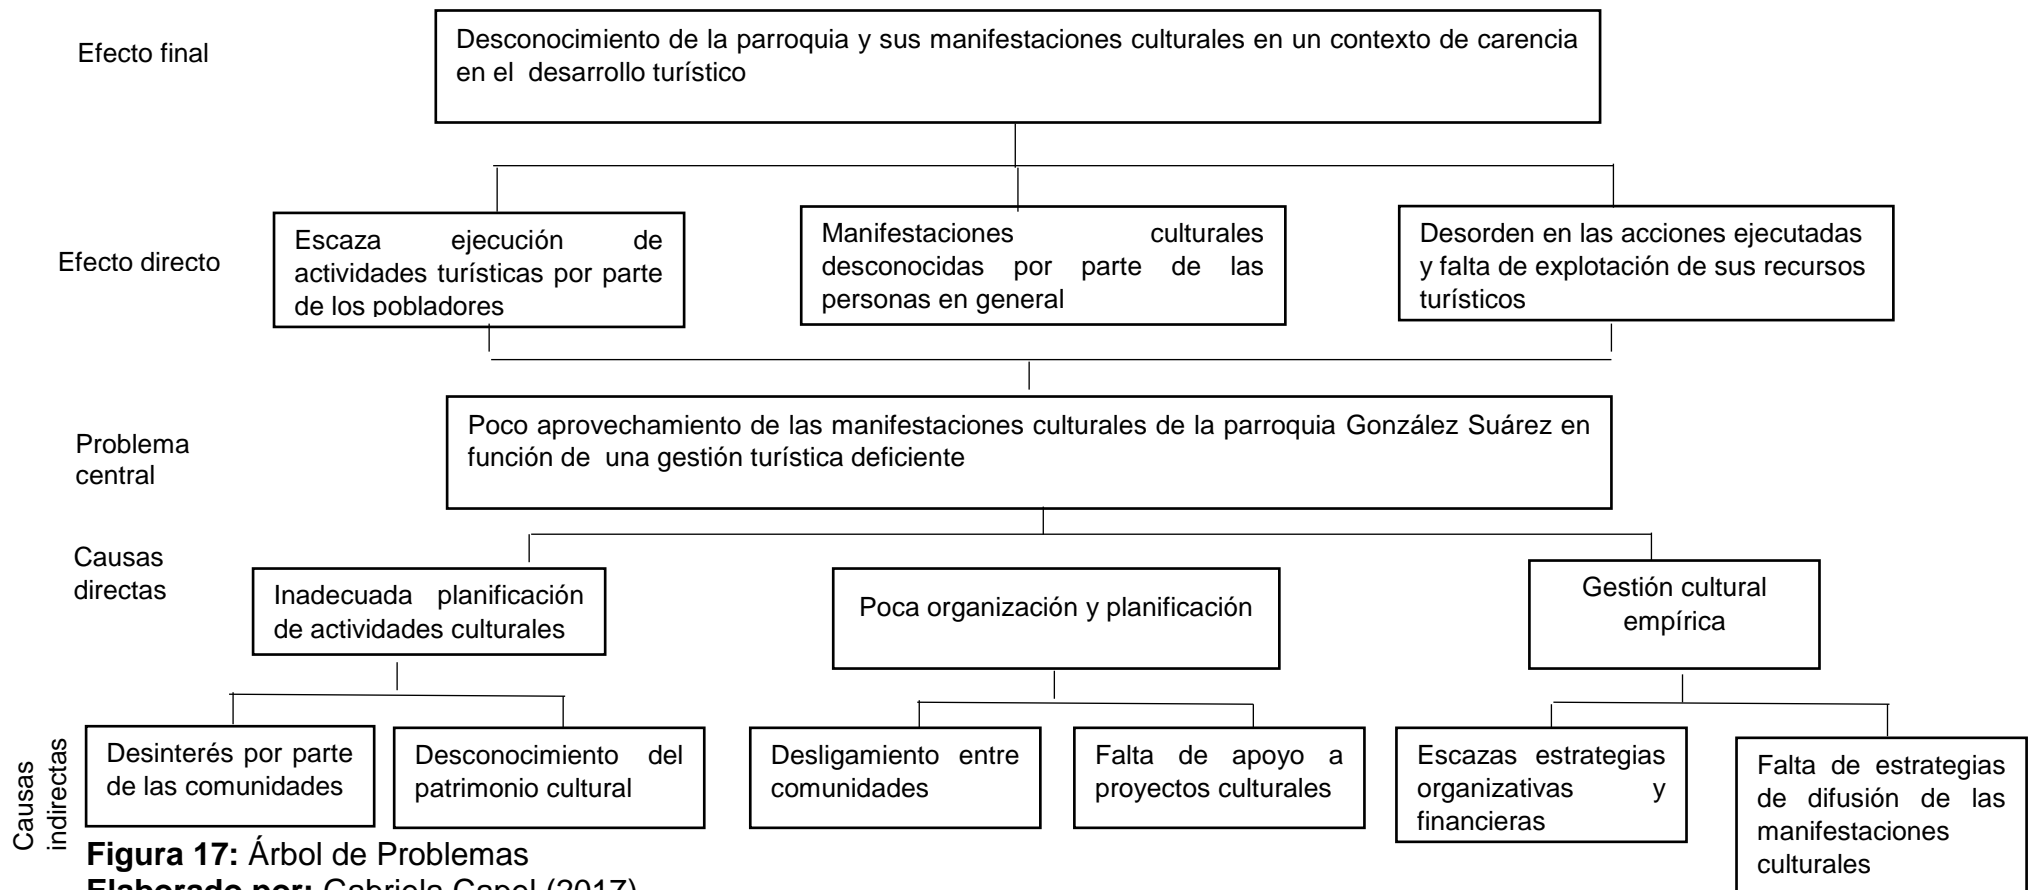 Efecto final
Desconocimiento de la parroquia y sus manifestaciones culturales en un contexto de carencia
en el desarrollo turístico
Efecto directo
Escaza ejecución de
actividades turísticas por parte
de los pobladores
Manifestaciones culturales
desconocidas por parte de las
personas en general
Desorden en las acciones ejecutadas
y falta de explotación de sus recursos
turísticos
Problema
central
Poco aprovechamiento de las manifestaciones culturales de la parroquia González Suárez en
función de una gestión turística deficiente
Causas
directas
Inadecuada planificación
de actividades culturales
Poca organización y planificación
Gestión cultural
empírica
Causas
indirectas
Desinterés por parte
de las comunidades
Desconocimiento del
patrimonio cultural
Desligamiento entre
comunidades
Falta de apoyo a
proyectos culturales
Escazas estrategias
organizativas y
financieras
Falta de estrategias
de difusión de las
manifestaciones
culturales
Figura 17: Árbol de Problemas
Elaborado por: Gabriela Capel (2017)